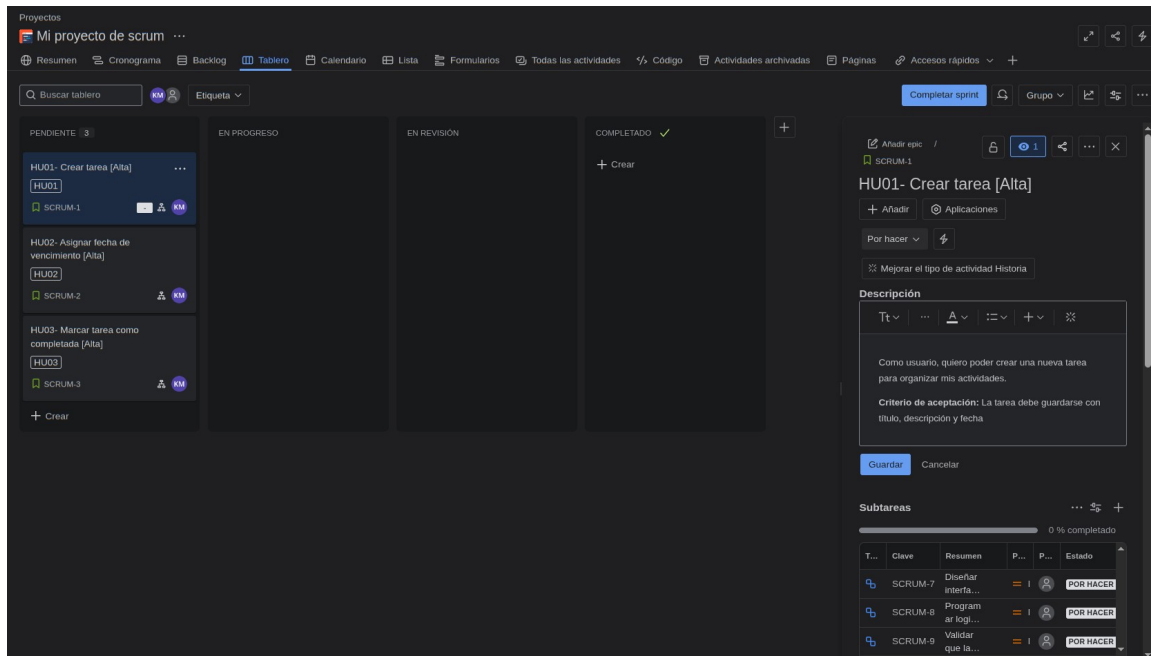 Proyectos
Mi proyecto de scrum ...
Resumen Cronograma Backlog Tablero Calendario Lista Formularios Todas las actividades Código Actividades archivadas Páginas Accesos rápidos
Buscar tablero KM Etiqueta Completar sprint Grupo
PENDIENTE 3
EN PROGRESO
EN REVISIÓN
COMPLETADO
HU01- Crear tarea [Alta]
HU01
SCRUM-1 - KM
HU02- Asignar fecha de
vencimiento [Alta]
HU02
SCRUM-2 KM
HU03- Marcar tarea como
completada [Alta]
HU03
SCRUM-3 KM
+ Crear
+ Crear
Añadir epic /
SCRUM-1
1
HU01- Crear tarea [Alta]
+ Añadir Aplicaciones
Por hacer
Mejorar el tipo de actividad Historia
Descripción
Tt ... A
Como usuario, quiero poder crear una nueva tarea
para organizar mis actividades.
Criterio de aceptación: La tarea debe guardarse con
título, descripción y fecha
Guardar Cancelar
Subtareas
0 % completado
T... Clave Resumen P... P... Estado
SCRUM-7 Diseñar
interfa... POR HACER
SCRUM-8 Program
ar logi... POR HACER
SCRUM-9 Validar
que la... POR HACER